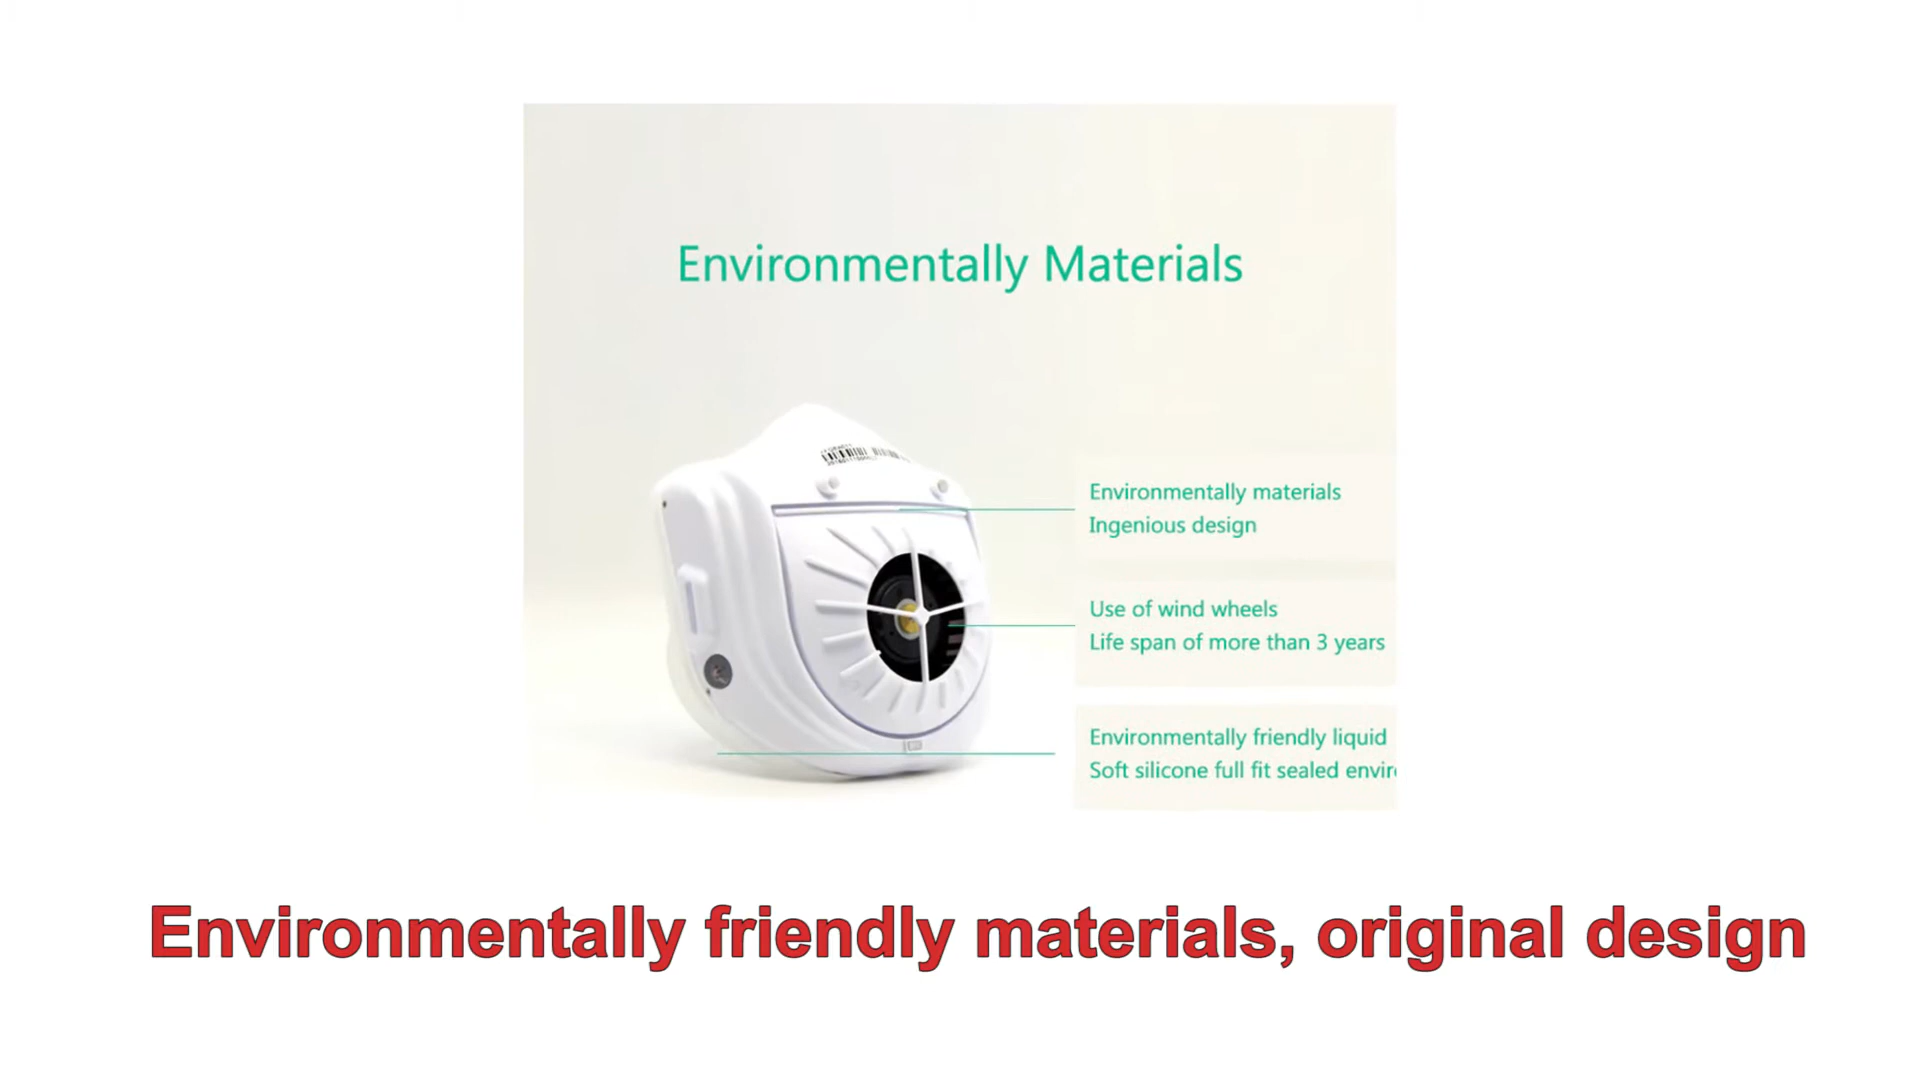 Environmentally Materials
Environmentally materials
Ingenious design
Use of wind wheels
Life span of more than 3 years
Environmentally friendly liquid
Soft silicone full fit sealed
Environmentally friendly materials, original design